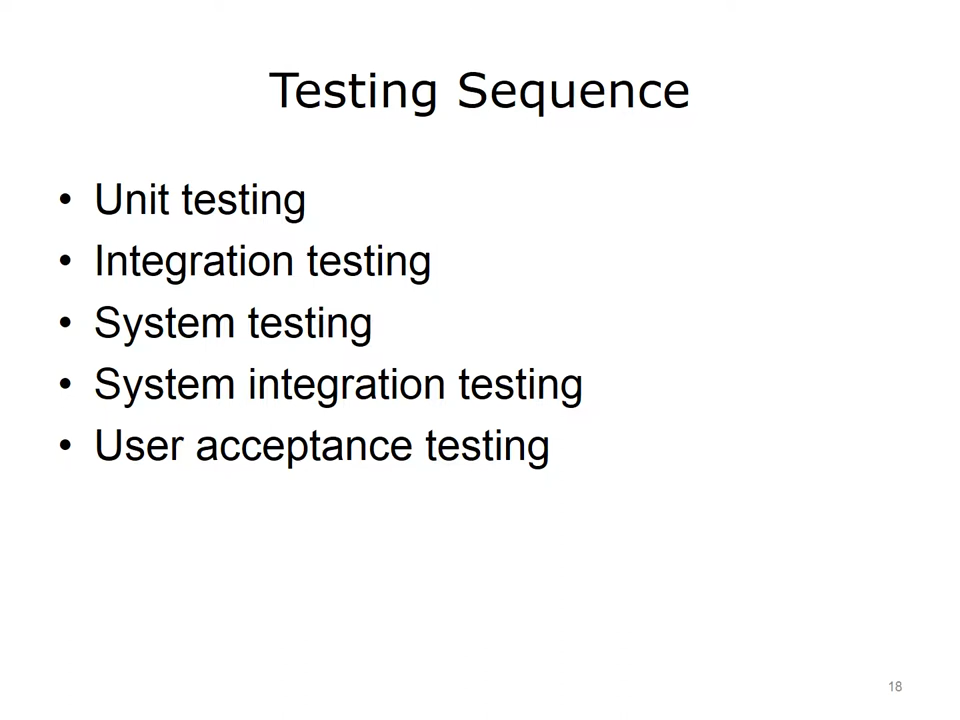 Testing Sequence
• Unit testing
• Integration testing
• System testing
• System integration testing
• User acceptance testing
18